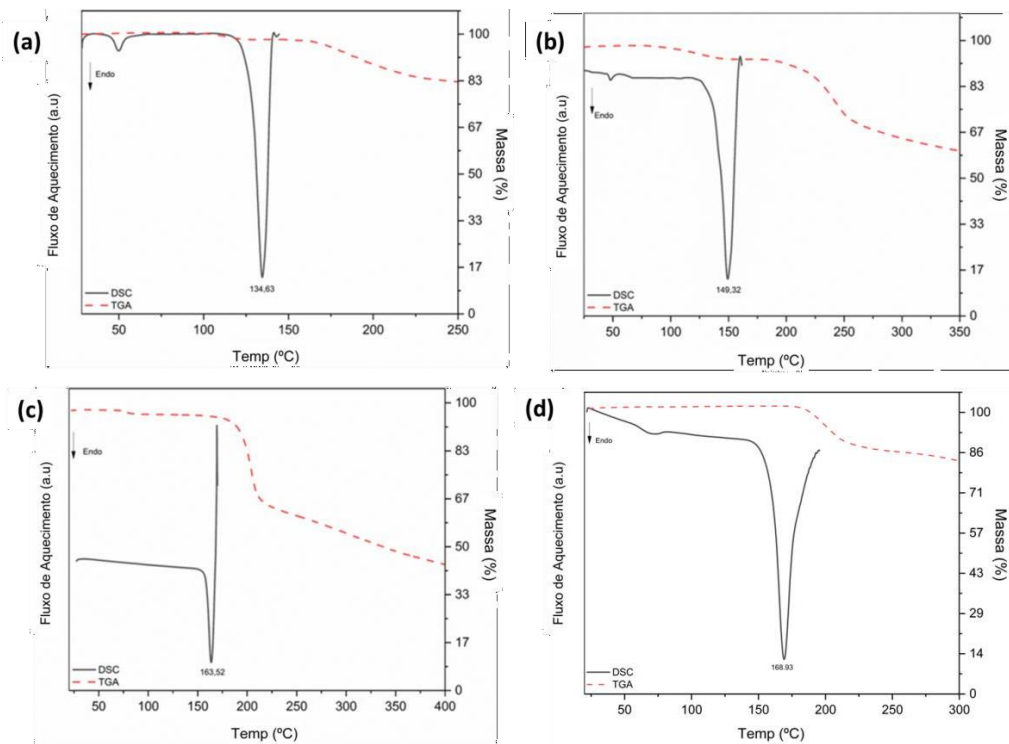 (a)
Endo
Fluxo de Aquecimento (a.u)
134,63
DSC
TGA
50
100
150
200
250
Temp (ºC)
100
83
67
50
33
17
0
Massa (%)
(b)
Endo
Fluxo de Aquecimento (a.u)
149,32
DSC
TGA
50
100
150
200
250
300
350
Temp (ºC)
100
83
67
50
33
17
0
Massa (%)
(c)
Endo
Fluxo de Aquecimento (a.u)
163,52
DSC
TGA
50
100
150
200
250
300
350
400
Temp (ºC)
100
83
67
50
33
17
0
Massa (%)
(d)
Endo
Fluxo de Aquecimento (a.u)
168.93
DSC
TGA
50
100
150
200
250
300
Temp (ºC)
100
86
71
57
43
29
14
0
Massa (%)